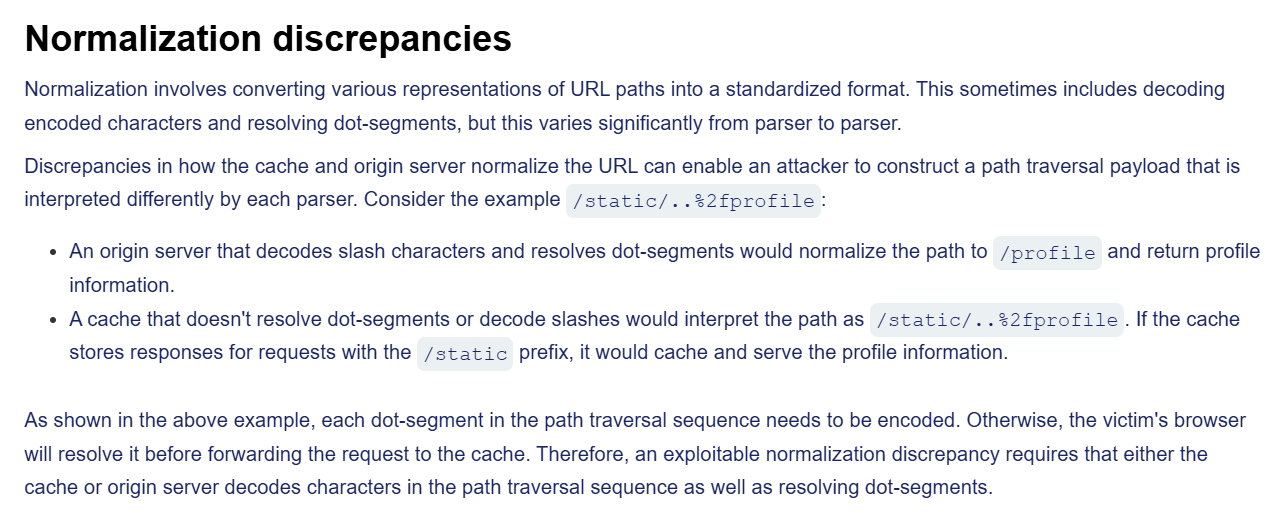 Normalization discrepancies
Normalization involves converting various representations of URL paths into a standardized format. This sometimes includes decoding
encoded characters and resolving dot-segments, but this varies significantly from parser to parser.
Discrepancies in how the cache and origin server normalize the URL can enable an attacker to construct a path traversal payload that is
interpreted differently by each parser. Consider the example /static/..%2fprofile:
• An origin server that decodes slash characters and resolves dot-segments would normalize the path to /profile and return profile
information.
• A cache that doesn't resolve dot-segments or decode slashes would interpret the path as /static/..%2fprofile. If the cache
stores responses for requests with the /static prefix, it would cache and serve the profile information.
As shown in the above example, each dot-segment in the path traversal sequence needs to be encoded. Otherwise, the victim's browser
will resolve it before forwarding the request to the cache. Therefore, an exploitable normalization discrepancy requires that either the
cache or origin server decodes characters in the path traversal sequence as well as resolving dot-segments.